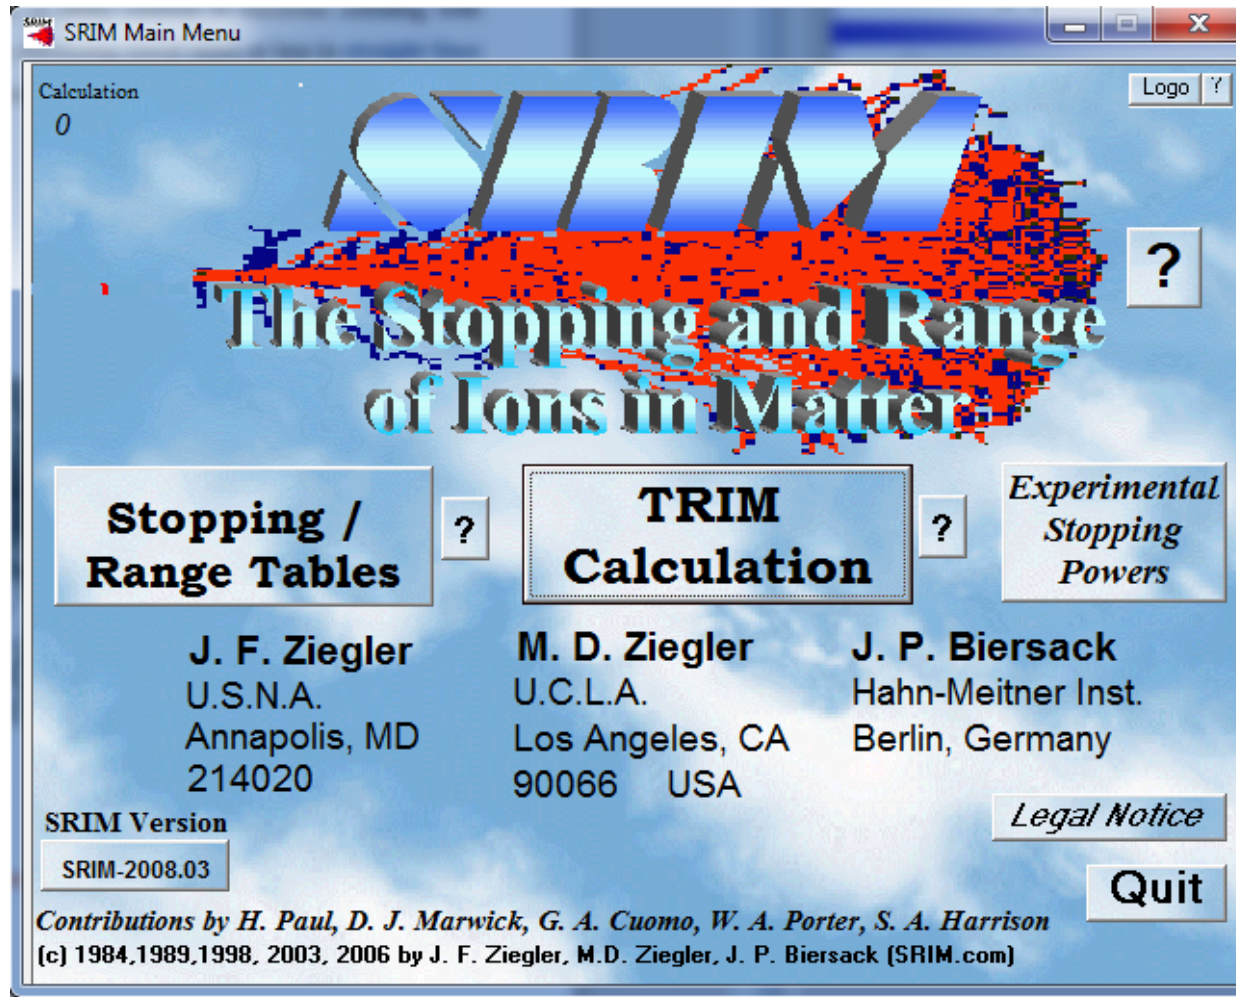 SRIM Main Menu
Calculation
0
Logo ?
SRIM
?
The Stopping and Range
of Ions in Matter
Stopping /
Range Tables
?
TRIM
Calculation
?
Experimental
Stopping
Powers
J. F. Ziegler
U.S.N.A.
Annapolis, MD
214020
M. D. Ziegler
U.C.L.A.
Los Angeles, CA
90066 USA
J. P. Biersack
Hahn-Meitner Inst.
Berlin, Germany
SRIM Version
SRIM-2008.03
Legal Notice
Quit
Contributions by H. Paul, D. J. Marwick, G. A. Cuomo, W. A. Porter, S. A. Harrison
(c) 1984,1989,1998, 2003, 2006 by J. F. Ziegler, M.D. Ziegler, J. P. Biersack (SRIM.com)